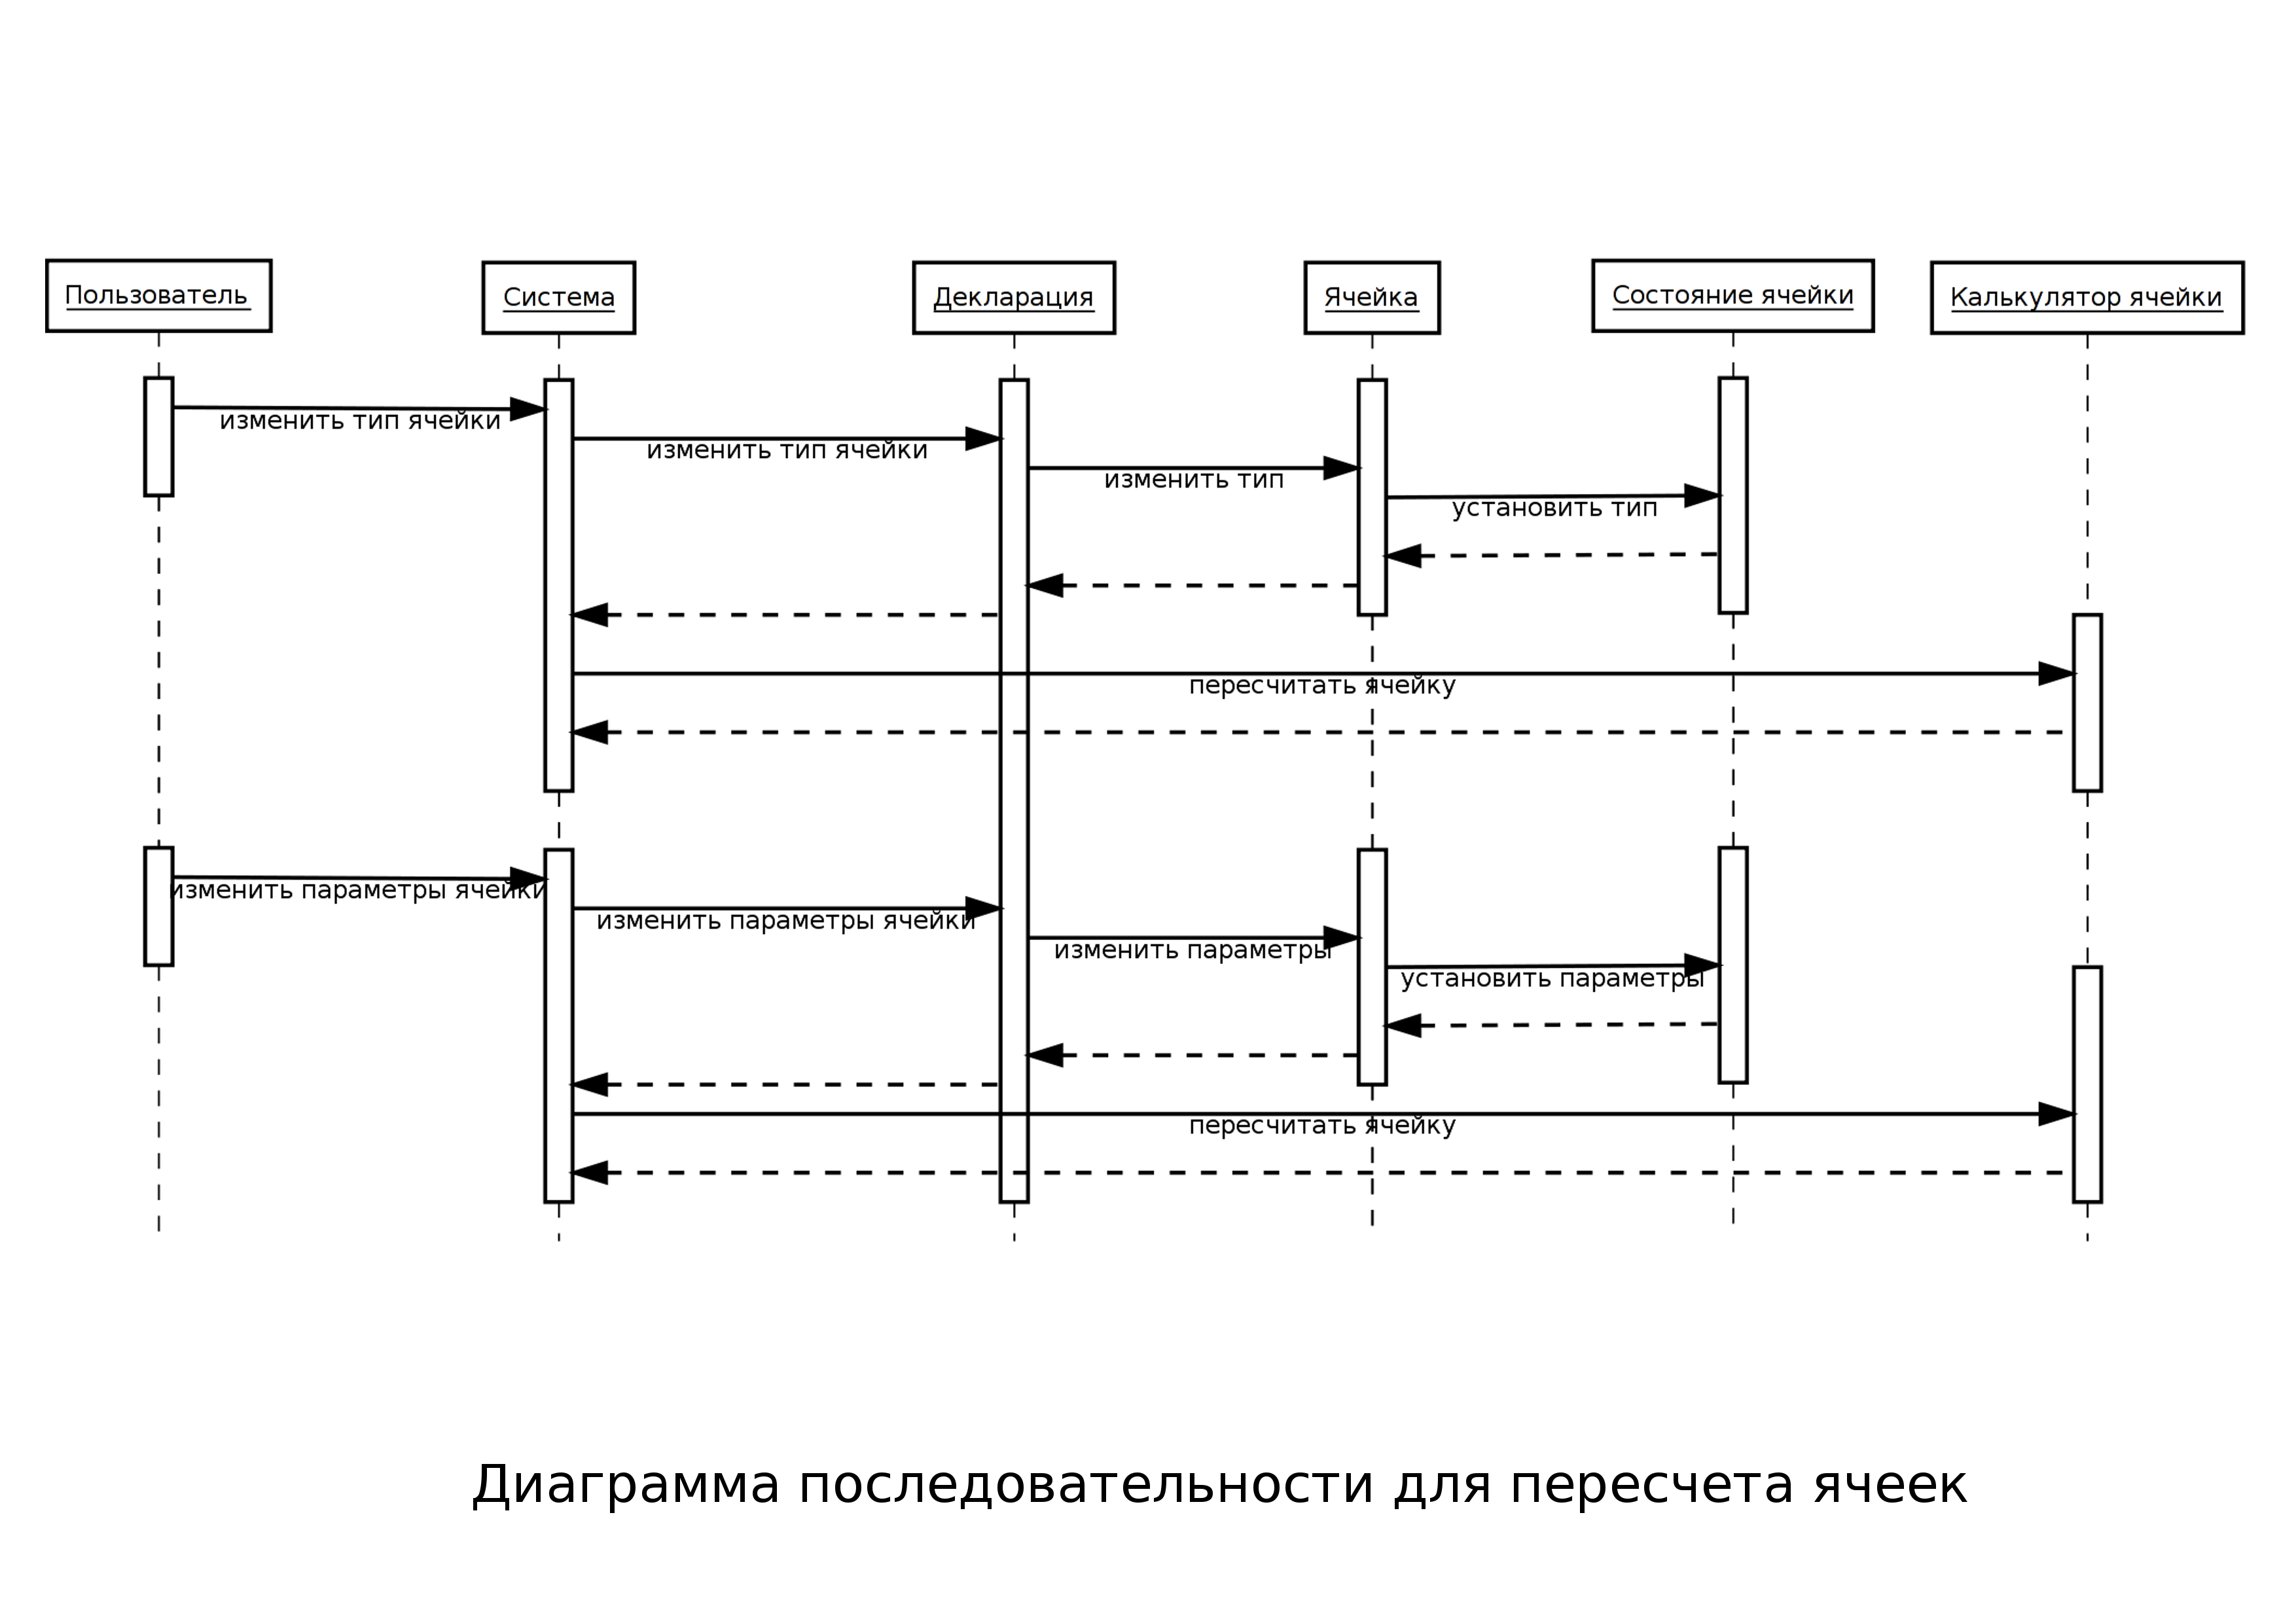 Пользователь
Система
Декларация
Ячейка
Состояние ячейки
Калькулятор ячейки
изменить тип ячейки
изменить тип ячейки
изменить тип
установить тип
пересчитать ячейку
изменить параметры ячейки
изменить параметры ячейки
изменить параметры
установить параметры
пересчитать ячейку
Диаграмма последовательности для пересчета ячеек